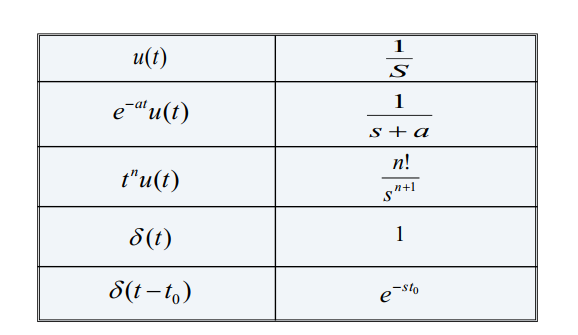 u(t) 1/s
e^{-at}u(t) 1/(s + a)
t^n u(t) n!/s^{n+1}
δ(t) 1
δ(t − t₀) e^{-st₀}